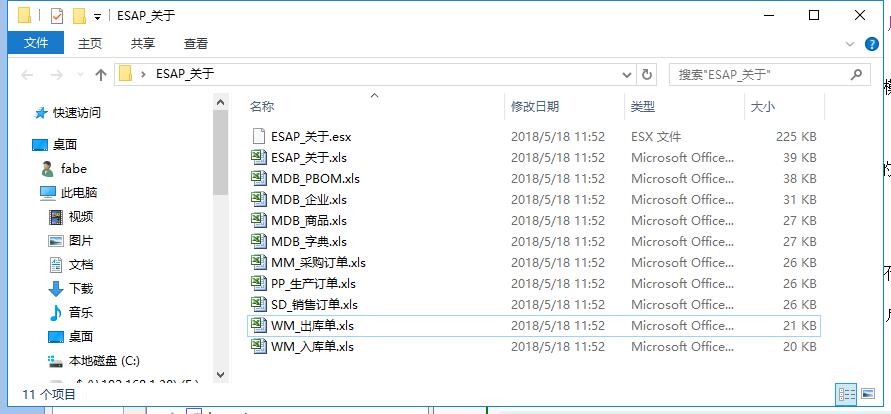 ESAP_关于
文件 主页 共享 查看
ESAP_关于 搜索"ESAP_关于"
名称 修改日期 类型 大小
快速访问
桌面
fabe
此电脑
视频
图片
文档
下载
音乐
桌面
本地磁盘 (C:)
ESAP_关于.esx 2018/5/18 11:52 ESX 文件 225 KB
ESAP_关于.xls 2018/5/18 11:52 Microsoft Office... 39 KB
MDB_PBOM.xls 2018/5/18 11:52 Microsoft Office... 38 KB
MDB_企业.xls 2018/5/18 11:52 Microsoft Office... 31 KB
MDB_商品.xls 2018/5/18 11:52 Microsoft Office... 27 KB
MDB_字典.xls 2018/5/18 11:52 Microsoft Office... 27 KB
MM_采购订单.xls 2018/5/18 11:52 Microsoft Office... 26 KB
PP_生产订单.xls 2018/5/18 11:52 Microsoft Office... 26 KB
SD_销售订单.xls 2018/5/18 11:52 Microsoft Office... 26 KB
WM_出库单.xls 2018/5/18 11:52 Microsoft Office... 21 KB
WM_入库单.xls 2018/5/18 11:52 Microsoft Office... 20 KB
11 个项目